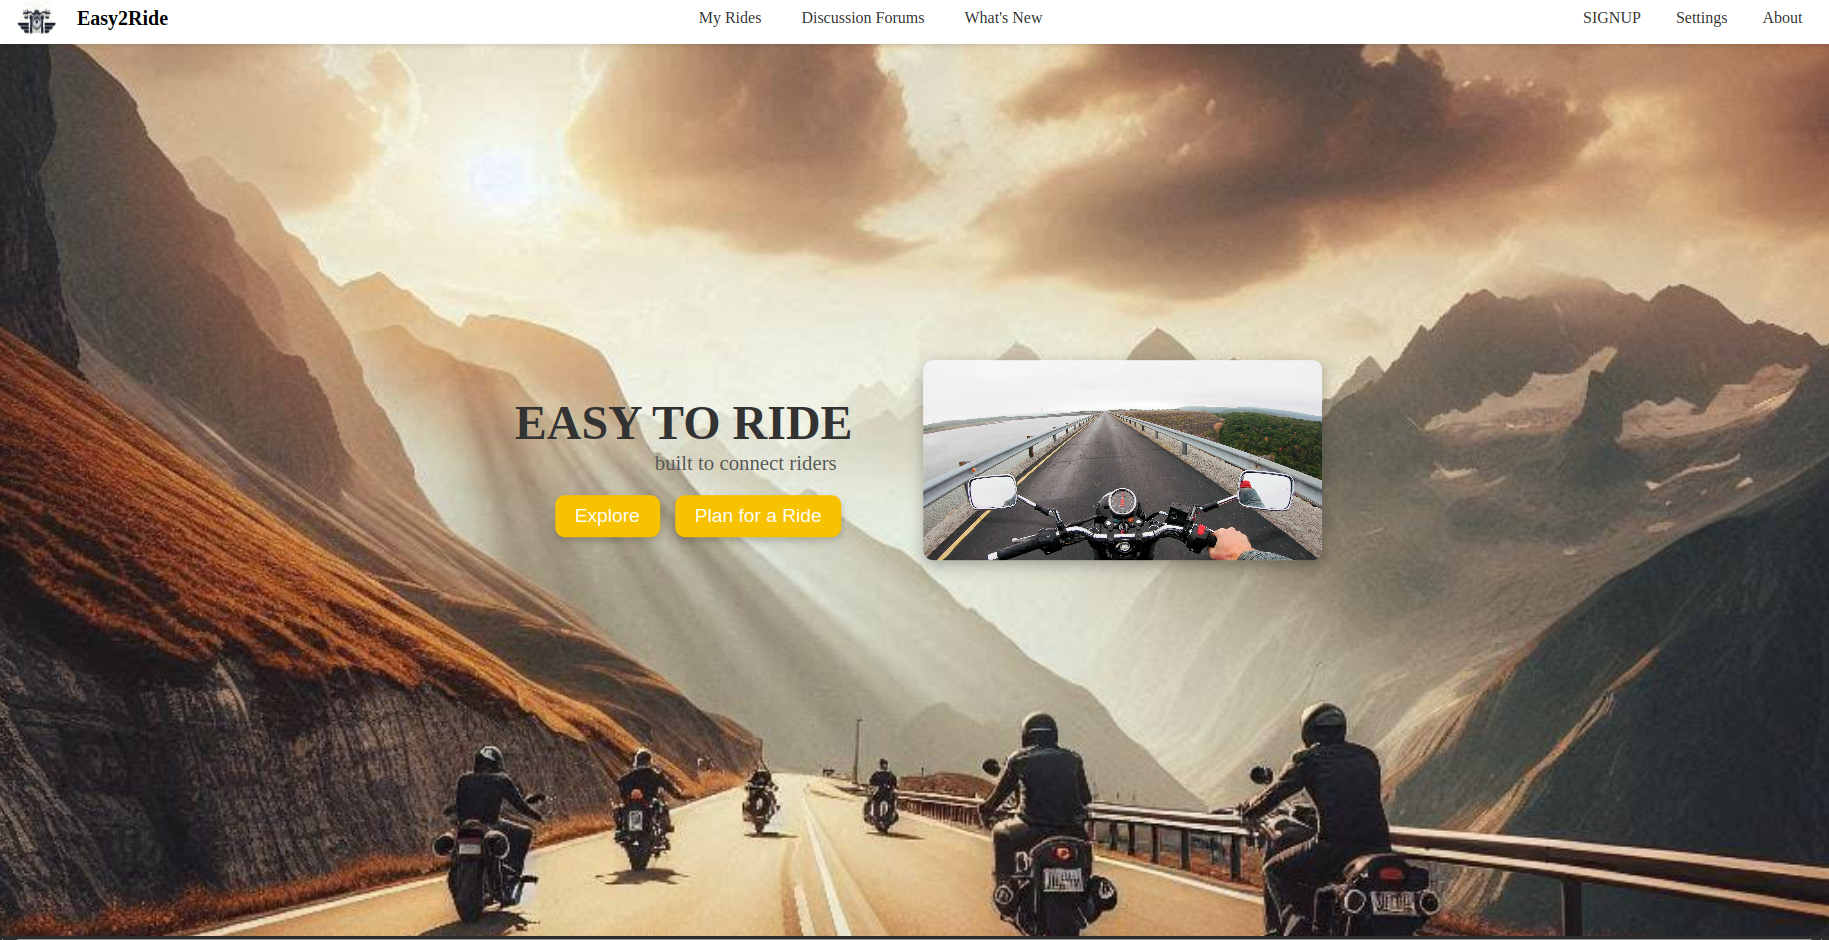 Easy2Ride
My Rides
Discussion Forums
What's New
SIGNUP
Settings
About
EASY TO RIDE
built to connect riders
Explore
Plan for a Ride